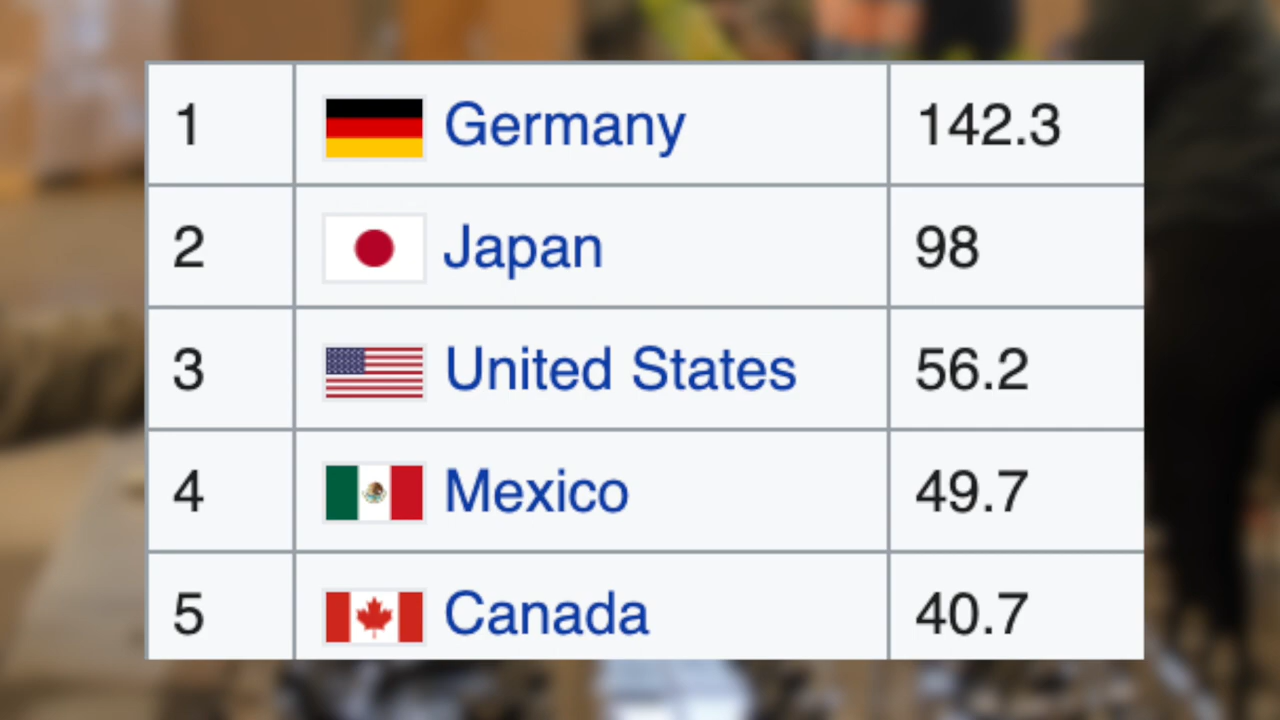 1 Germany 142.3
2 Japan 98
3 United States 56.2
4 Mexico 49.7
5 Canada 40.7